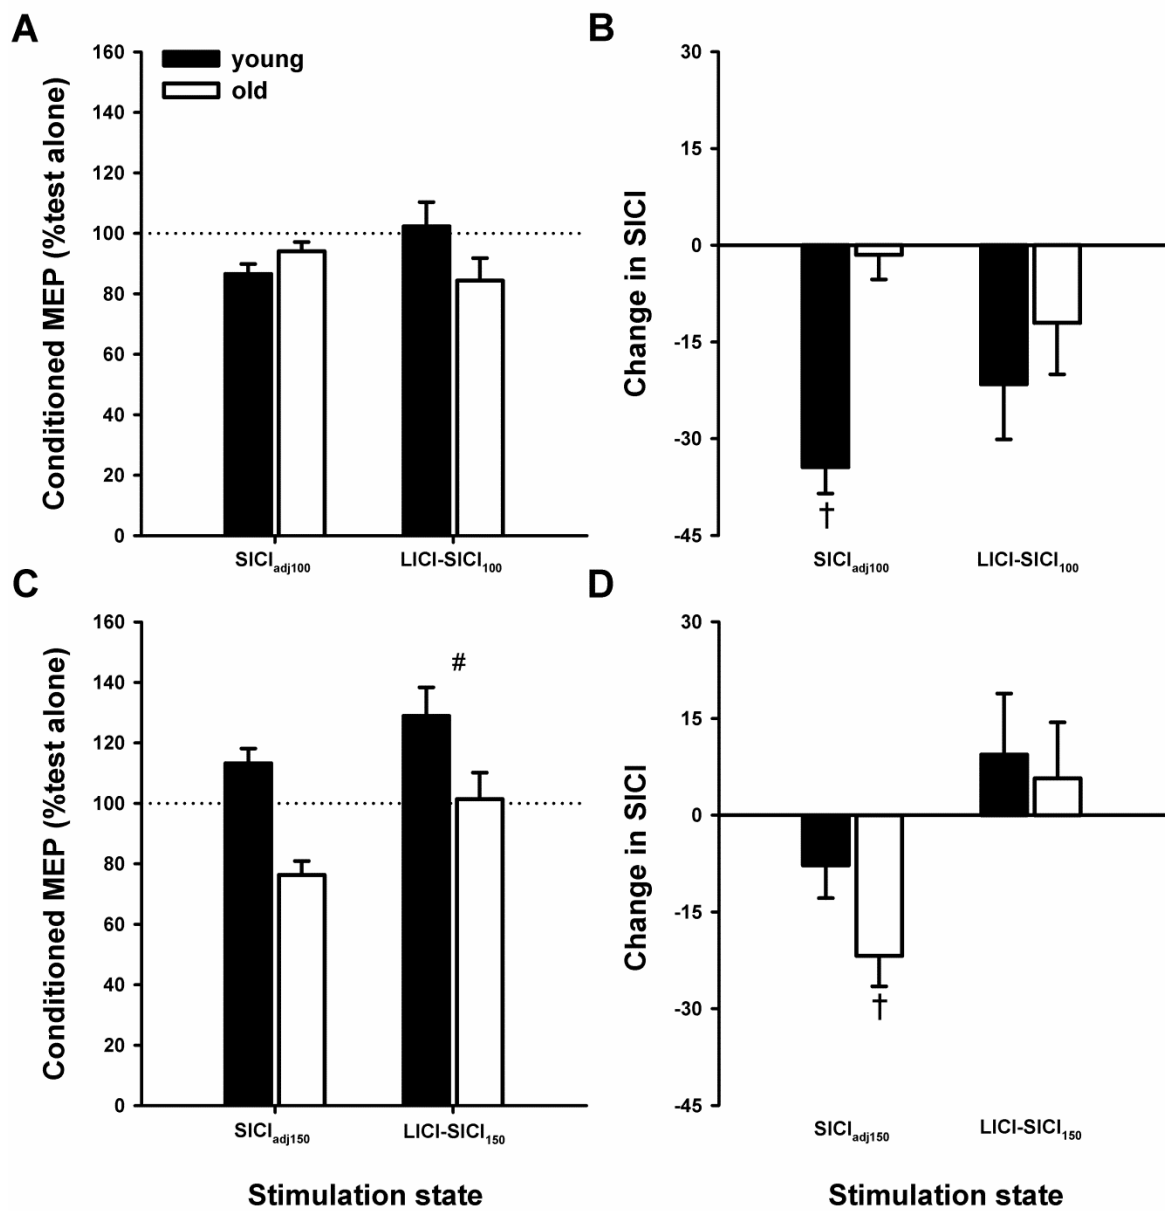 A
Conditioned MEP (%test alone)
160
140
120
100
80
60
40
20
0
young
old
SICIadj100
LICI-SICI100
B
Change in SICI
30
15
0
-15
-30
-45
†
SICIadj100
LICI-SICI100
C
Conditioned MEP (%test alone)
160
140
120
100
80
60
40
20
0
#
SICIadj150
LICI-SICI150
Stimulation state
D
Change in SICI
30
15
0
-15
-30
-45
†
SICIadj150
LICI-SICI150
Stimulation state